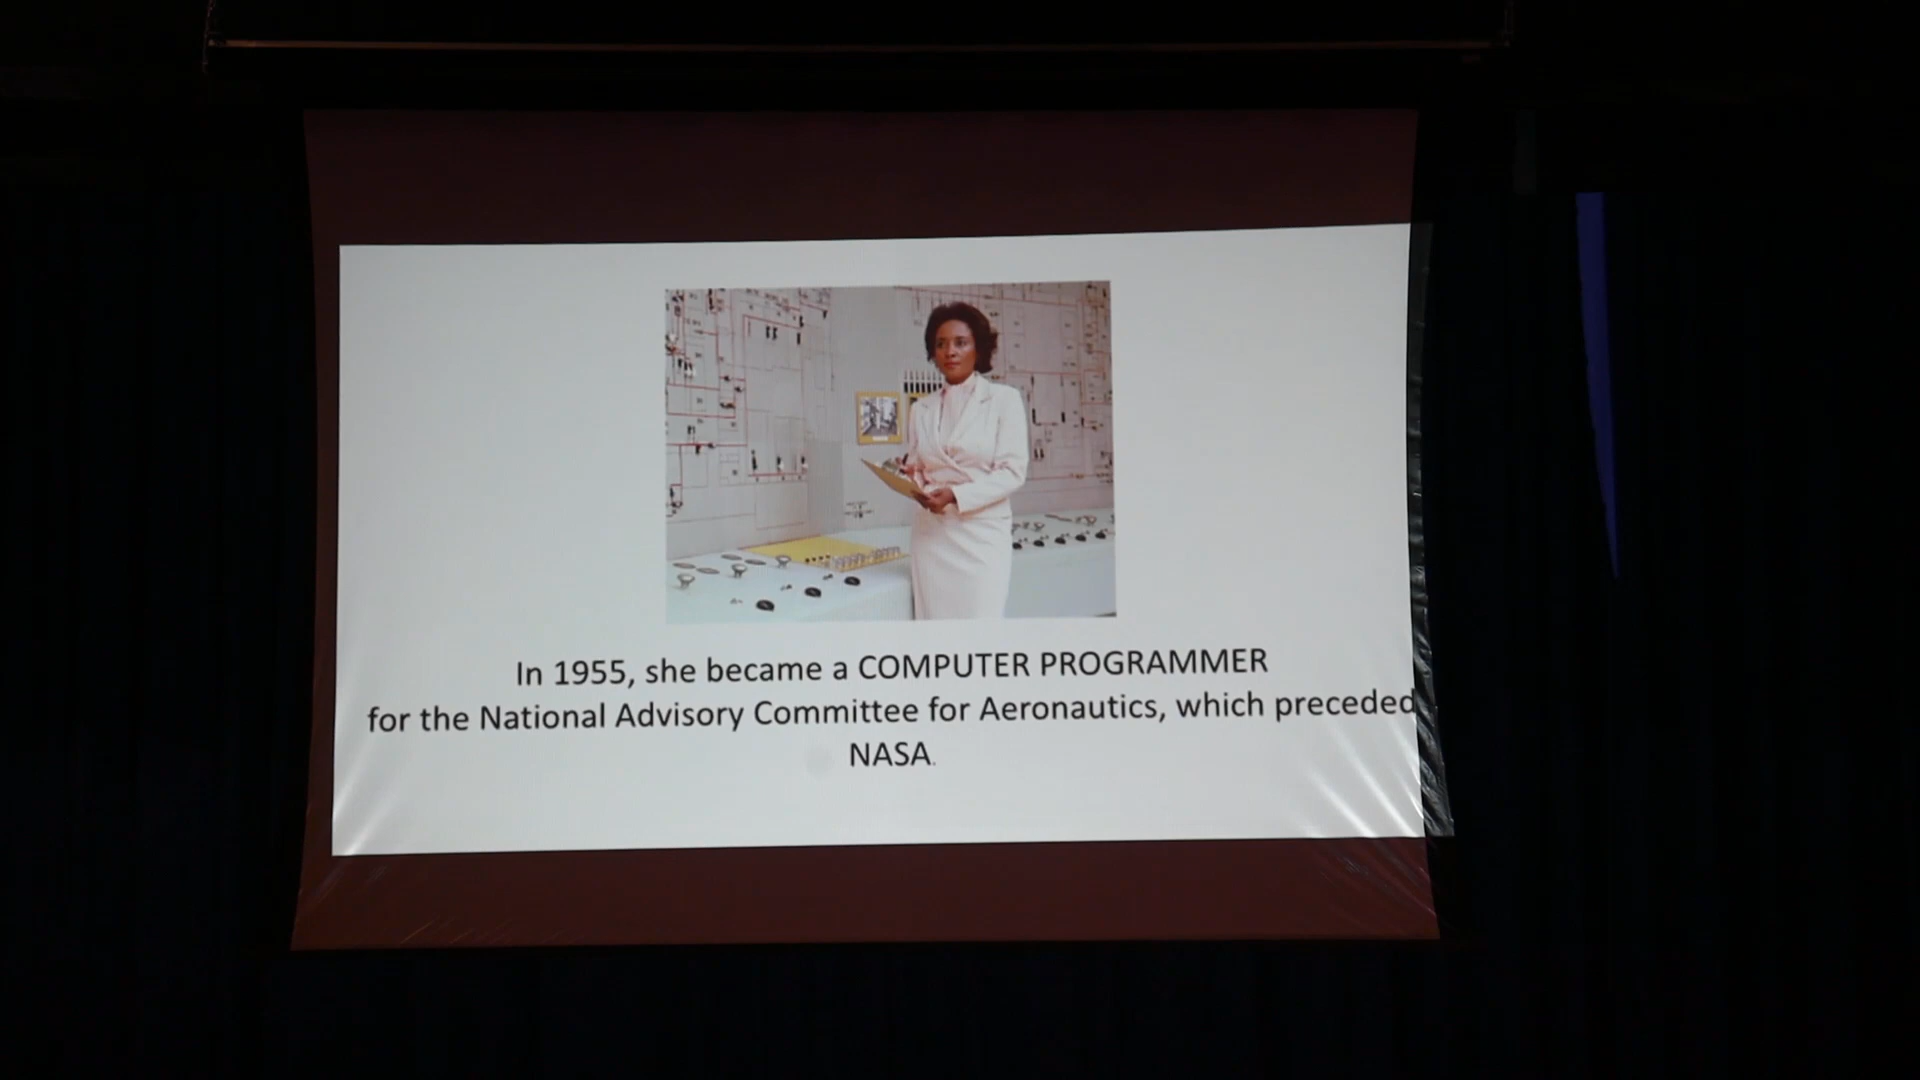 In 1955, she became a COMPUTER PROGRAMMER
for the National Advisory Committee for Aeronautics, which preceded
NASA.